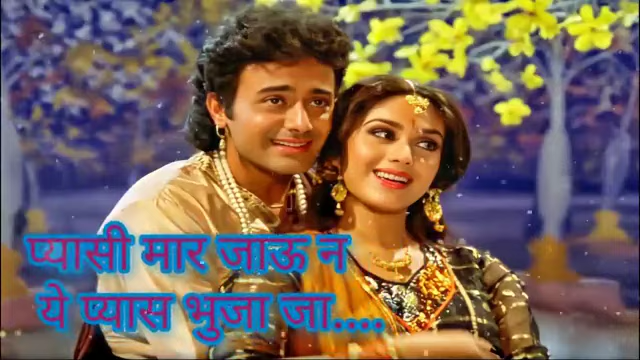 प्यासी मार जाऊ न
ये प्यास भुजा जा....